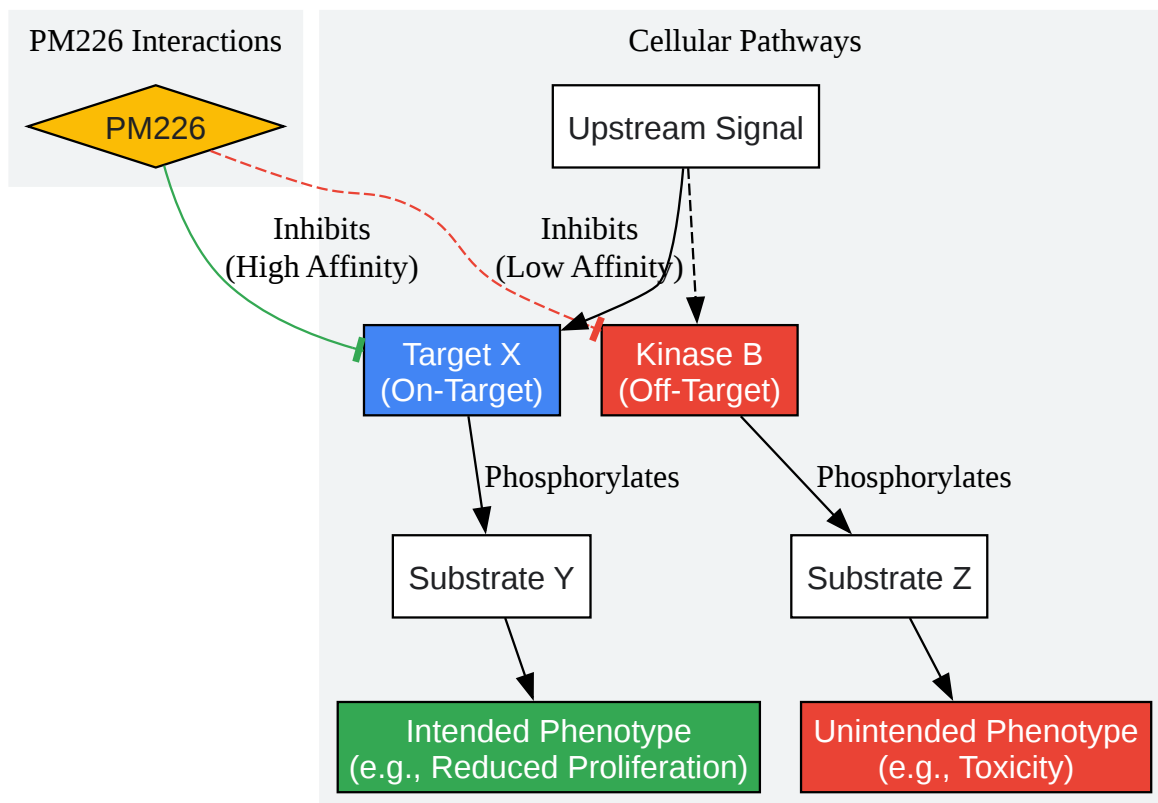 PM226 Interactions
Cellular Pathways
PM226
Upstream Signal
Inhibits
(High Affinity)
Inhibits
(Low Affinity)
Target X
(On-Target)
Kinase B
(Off-Target)
Phosphorylates
Phosphorylates
Substrate Y
Substrate Z
Intended Phenotype
(e.g., Reduced Proliferation)
Unintended Phenotype
(e.g., Toxicity)